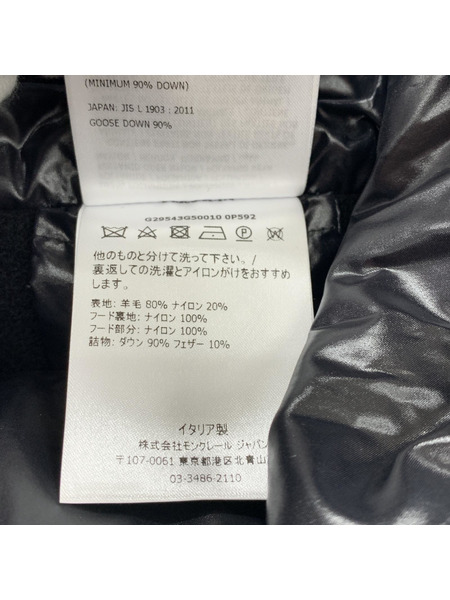 (MINIMUM 90% DOWN)
JAPAN: JIS L 1903 : 2011
GOOSE DOWN 90%
G29543G50010 0P592
他のものと分けて洗って下さい。/
裏返しての洗濯とアイロンがけをおすすめ
します。/
表地: 羊毛 80% ナイロン 20%
フード裏地: ナイロン 100%
フード部分: ナイロン 100%
詰物: ダウン 90% フェザー 10%
イタリア製
株式会社モンクレール ジャパン
〒107-0061 東京都港区北青山
03-3486-2110